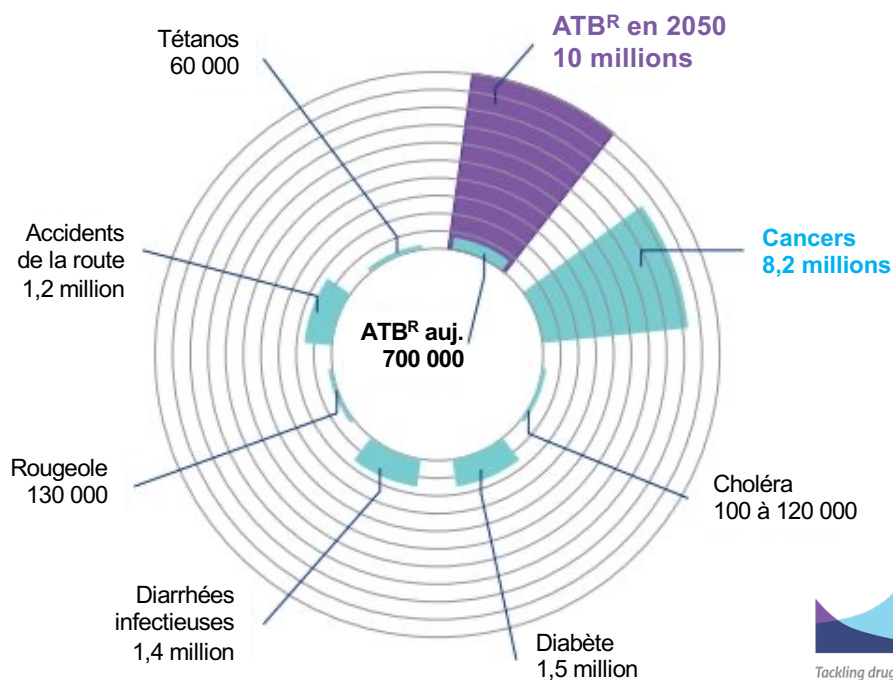 Tétanos
60 000
ATBR en 2050
10 millions
Accidents
de la route
1,2 million
Cancers
8,2 millions
ATBR auj.
700 000
Rougeole
130 000
Choléra
100 à 120 000
Diarrhées
infectieuses
1,4 million
Diabète
1,5 million
Tackling drug